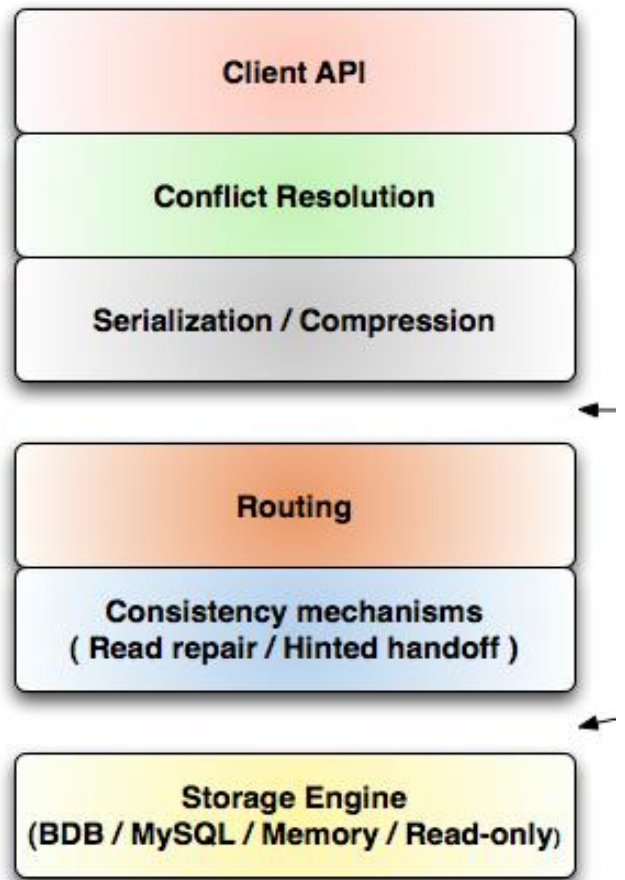 Client API
Conflict Resolution
Serialization / Compression
Routing
Consistency mechanisms
( Read repair / Hinted handoff )
Storage Engine
(BDB / MySQL / Memory / Read-only)